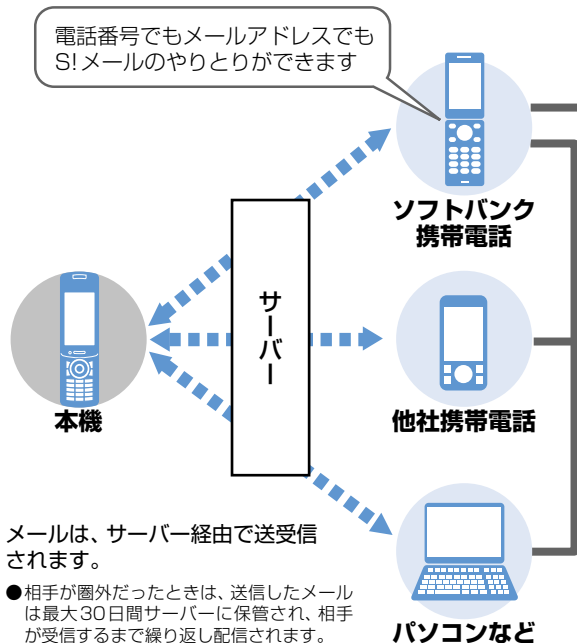 電話番号でもメールアドレスでも
S!メールのやりとりができます
ソフトバンク
携帯電話
サーバー
本機
他社携帯電話
メールは、サーバー経由で送受信
されます。
●相手が圏外だったときは、送信したメール
は最大30日間サーバーに保管され、相手
が受信するまで繰り返し配信されます。
パソコンなど